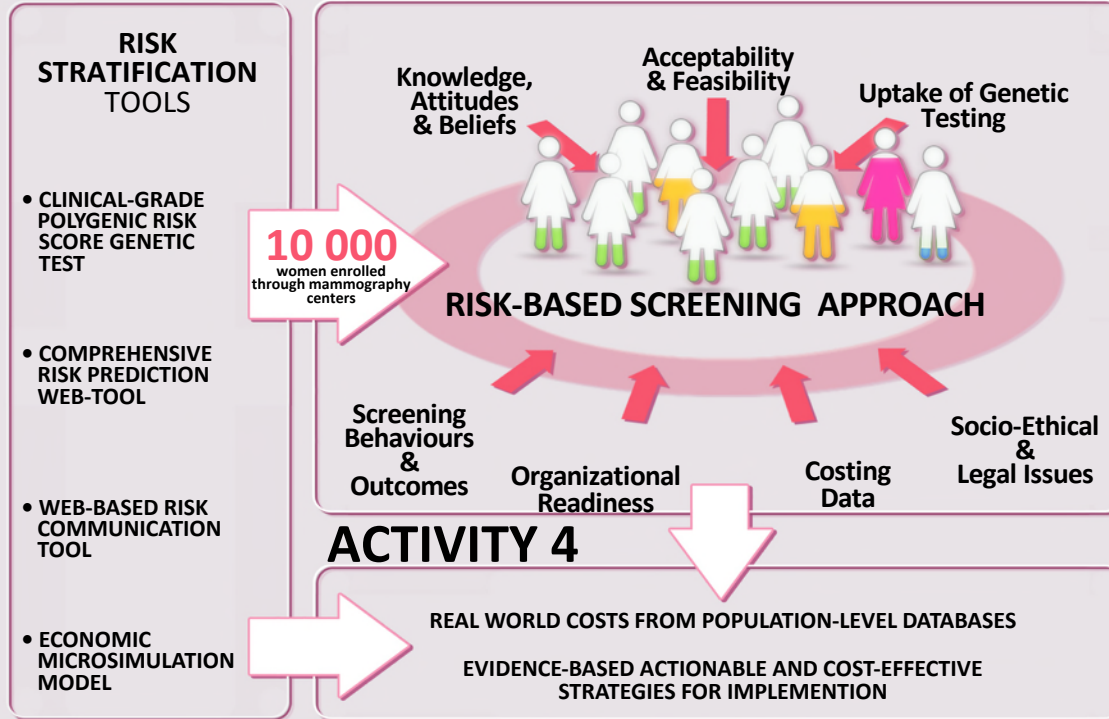 RISK
STRATIFICATION
TOOLS
• CLINICAL-GRADE
POLYGENIC RISK
SCORE GENETIC
TEST
• COMPREHENSIVE
RISK PREDICTION
WEB-TOOL
• WEB-BASED RISK
COMMUNICATION
TOOL
• ECONOMIC
MICROSIMULATION
MODEL
10 000
women enrolled
through mammography
centers
Knowledge,
Attitudes
& Beliefs
Acceptability
& Feasibility
Uptake of Genetic
Testing
RISK-BASED SCREENING APPROACH
Screening
Behaviours
&
Outcomes
Organizational
Readiness
Costing
Data
Socio-Ethical
&
Legal Issues
ACTIVITY 4
REAL WORLD COSTS FROM POPULATION-LEVEL DATABASES
EVIDENCE-BASED ACTIONABLE AND COST-EFFECTIVE
STRATEGIES FOR IMPLEMENTION